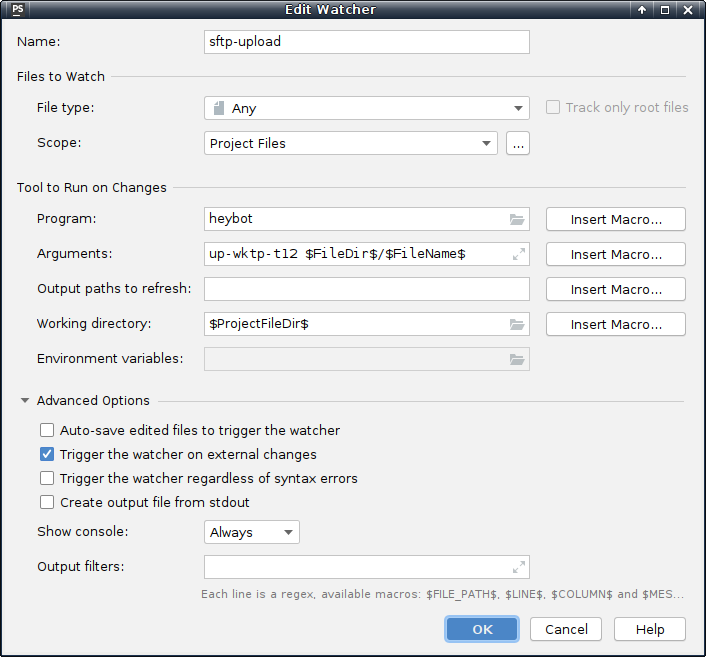 PS Edit Watcher
Name: sftp-upload
Files to Watch
File type: Any Track only root files
Scope: Project Files ...
Tool to Run on Changes
Program: heybot Insert Macro...
Arguments: up-wktp-t12 $FileDir$/$FileName$ Insert Macro...
Output paths to refresh: Insert Macro...
Working directory: $ProjectFileDir$ Insert Macro...
Environment variables:
Advanced Options
Auto-save edited files to trigger the watcher
Trigger the watcher on external changes
Trigger the watcher regardless of syntax errors
Create output file from stdout
Show console: Always
Output filters:
Each line is a regex, available macros: $FILE_PATH$, $LINE$, $COLUMN$ and $MES...
OK Cancel Help